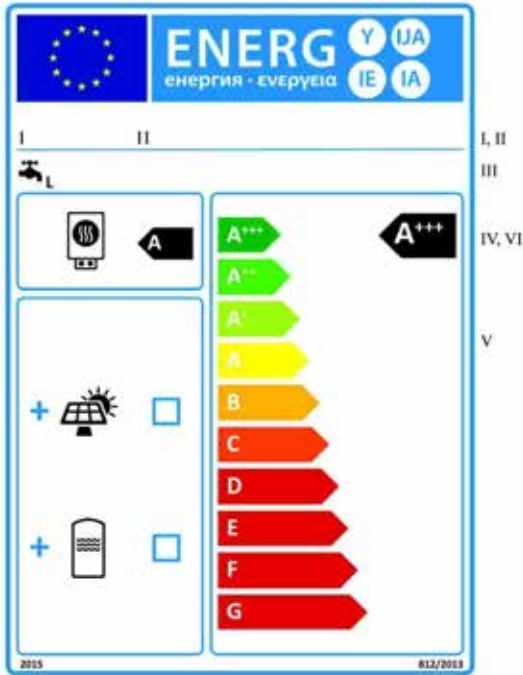 ENERG Y IJA
енергия · ενεργεια IE IA
I II I, II
L III
A A+++ A+++ IV, VI
A++
A+ V
A
B
C
D
E
F
G
2015 812/2013